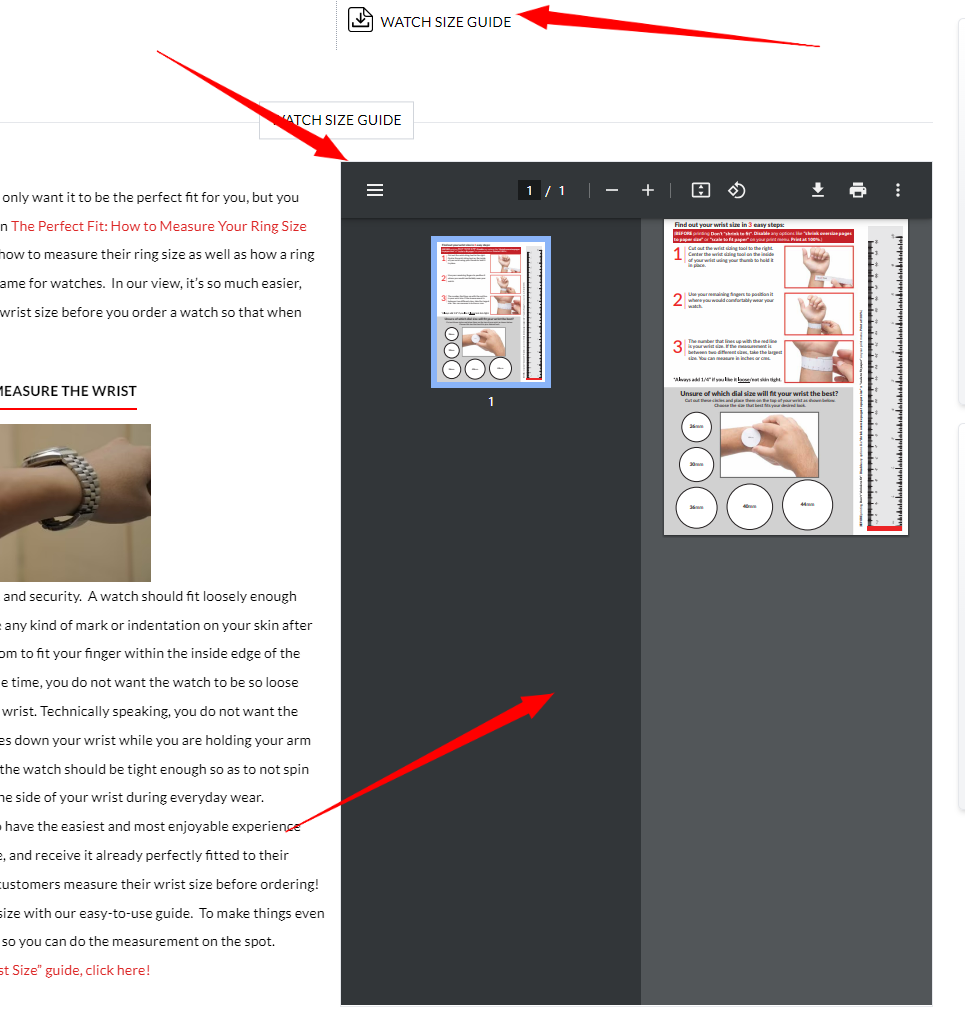 WATCH SIZE GUIDE
WATCH SIZE GUIDE
only want it to be the perfect fit for you, but you
n The Perfect Fit: How to Measure Your Ring Size
how to measure their ring size as well as how a ring
ame for watches. In our view, it's so much easier,
wrist size before you order a watch so that when
MEASURE THE WRIST
and security. A watch should fit loosely enough
any kind of mark or indentation on your skin after
om to fit your finger within the inside edge of the
e time, you do not want the watch to be so loose
wrist. Technically speaking, you do not want the
es down your wrist while you are holding your arm
the watch should be tight enough so as to not spin
he side of your wrist during everyday wear.
o have the easiest and most enjoyable experience
e, and receive it already perfectly fitted to their
customers measure their wrist size before ordering!
size with our easy-to-use guide. To make things even
so you can do the measurement on the spot.
st Size" guide, click here!
1 / 1
1
Find out your wrist size in 3 easy steps:
(BEFORE printing Don't "shrink to fit". Disable any options like "shrink oversize pages
to paper size" or "scale to fit paper" on your print menu. Print at 100%.)
1
Cut out the wrist sizing tool to the right.
Center the wrist sizing tool on the inside
of your wrist using your thumb to hold it
in place.
2
Use your remaining fingers to position it
where you would comfortably wear your
watch.
3
The number that lines up with the red line
is your wrist size. If the measurement is
between two different sizes, take the largest
size. You can measure in inches or cms.
*Always add 1/4" if you like it loose/not skin tight.
Unsure of which dial size will fit your wrist the best?
Cut out these circles and place them on the top of your wrist as shown below.
Choose the size that best fits your desired look.
30mm
36mm
40mm
44mm